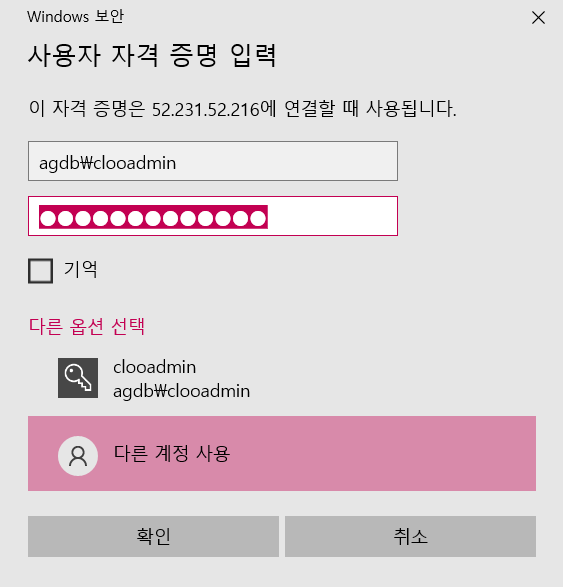 Windows 보안
사용자 자격 증명 입력
이 자격 증명은 52.231.52.216에 연결할 때 사용됩니다.
agdb₩clooadmin
●●●●●●●●●●●●●
기억
다른 옵션 선택
clooadmin
agdb₩clooadmin
다른 계정 사용
확인
취소